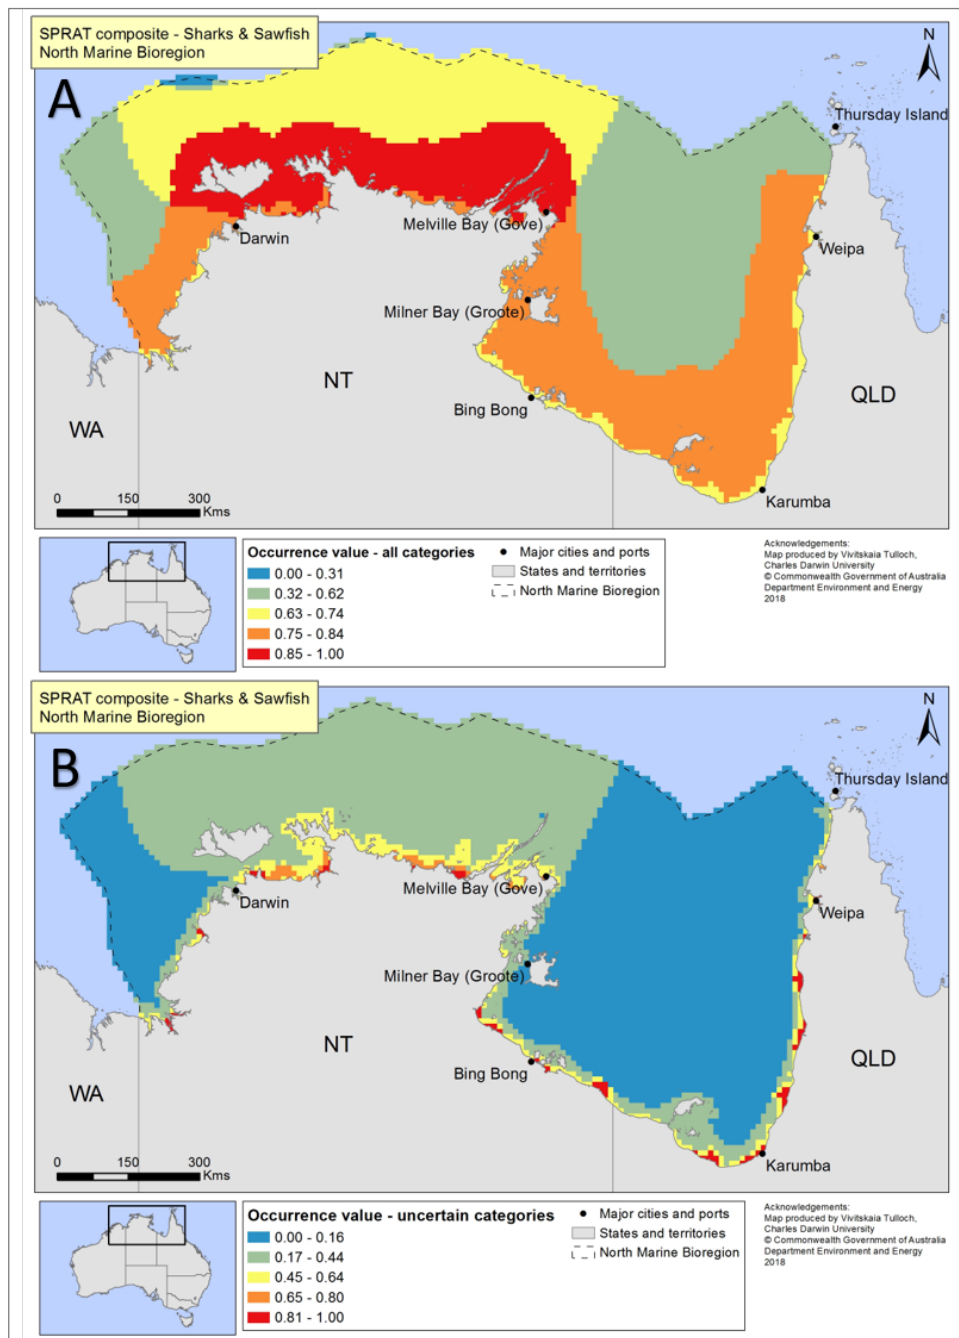 SPRAT composite - Sharks & Sawfish
North Marine Bioregion
N
A
Thursday Island
Melville Bay (Gove)
Darwin
Weipa
Milner Bay (Groote)
NT
QLD
Bing Bong
WA
Karumba
0 150 300
Kms
Occurrence value - all categories
0.00 - 0.31
0.32 - 0.62
0.63 - 0.74
0.75 - 0.84
0.85 - 1.00
Major cities and ports
States and territories
North Marine Bioregion
Acknowledgements:
Map produced by Vivitskaia Tulloch,
Charles Darwin University
© Commonwealth Government of Australia
Department Environment and Energy
2018
SPRAT composite - Sharks & Sawfish
North Marine Bioregion
N
B
Thursday Island
Melville Bay (Gove)
Darwin
Weipa
Milner Bay (Groote)
NT
QLD
Bing Bong
WA
Karumba
0 150 300
Kms
Occurrence value - uncertain categories
0.00 - 0.16
0.17 - 0.44
0.45 - 0.64
0.65 - 0.80
0.81 - 1.00
Major cities and ports
States and territories
North Marine Bioregion
Acknowledgements:
Map produced by Vivitskaia Tulloch,
Charles Darwin University
© Commonwealth Government of Australia
Department Environment and Energy
2018